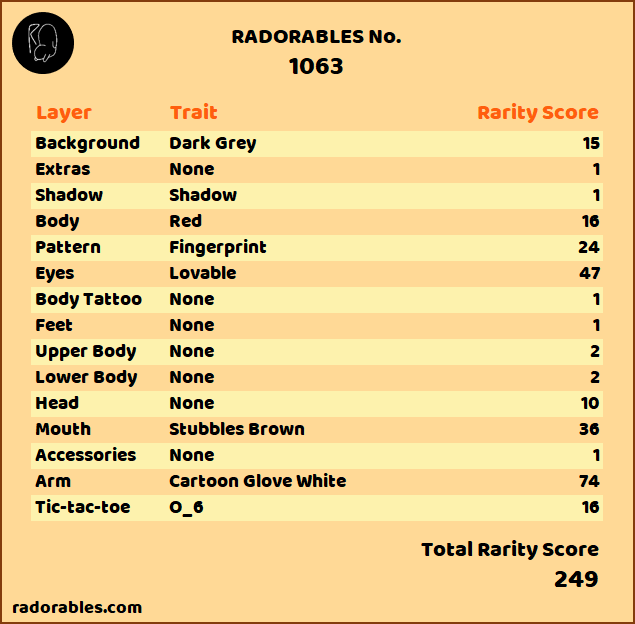 RADORABLES No.
1063
Layer Trait Rarity Score
Background Dark Grey 15
Extras None 1
Shadow Shadow 1
Body Red 16
Pattern Fingerprint 24
Eyes Lovable 47
Body Tattoo None 1
Feet None 1
Upper Body None 2
Lower Body None 2
Head None 10
Mouth Stubbles Brown 36
Accessories None 1
Arm Cartoon Glove White 74
Tic-tac-toe O_6 16
Total Rarity Score
249
radorables.com